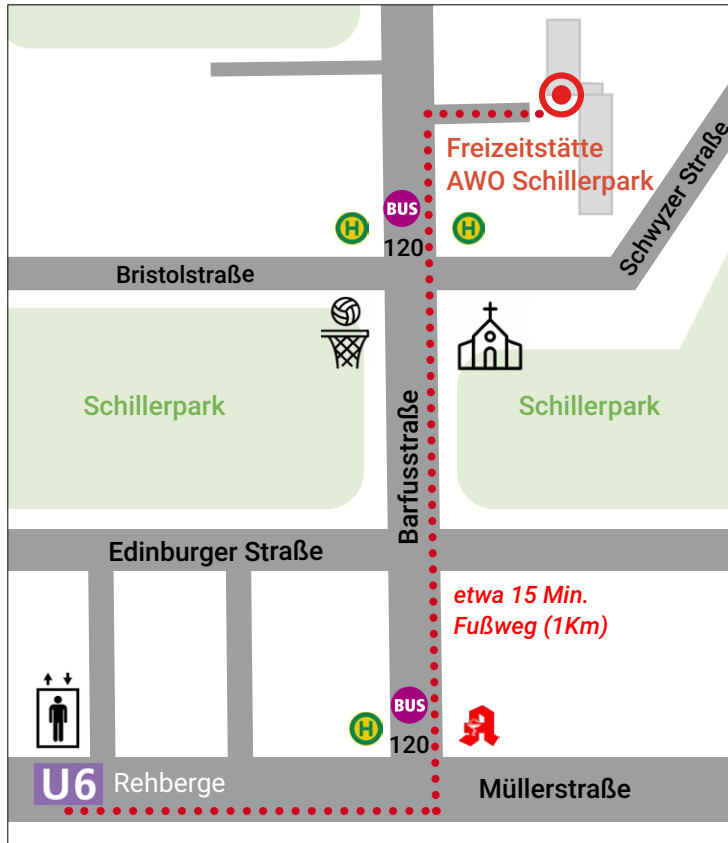 Freizeitstätte
AWO Schillerpark
Schwyzer Straße
BUS
H
H
120
Bristolstraße
Schillerpark
Schillerpark
Barfusstraße
Edinburger Straße
etwa 15 Min.
Fußweg (1Km)
BUS
H
120
A
U6 Rehberge
Müllerstraße